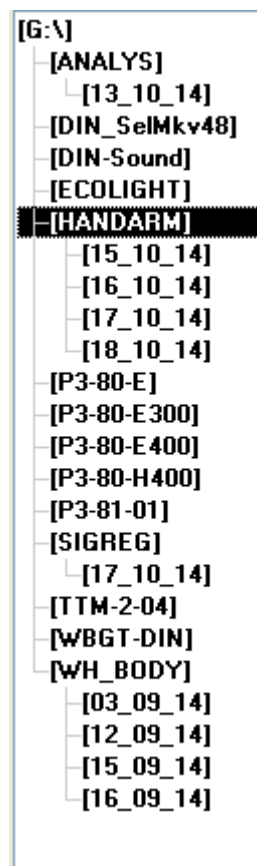 [G:\]
[ANALYS]
[13_10_14]
[DIN_SelMkv48]
[DIN-Sound]
[ECOLIGHT]
[HANDARM]
[15_10_14]
[16_10_14]
[17_10_14]
[18_10_14]
[P3-80-E]
[P3-80-E300]
[P3-80-E400]
[P3-80-H400]
[P3-81-01]
[SIGREG]
[17_10_14]
[TTM-2-04]
[WBGT-DIN]
[WH_BODY]
[03_09_14]
[12_09_14]
[15_09_14]
[16_09_14]